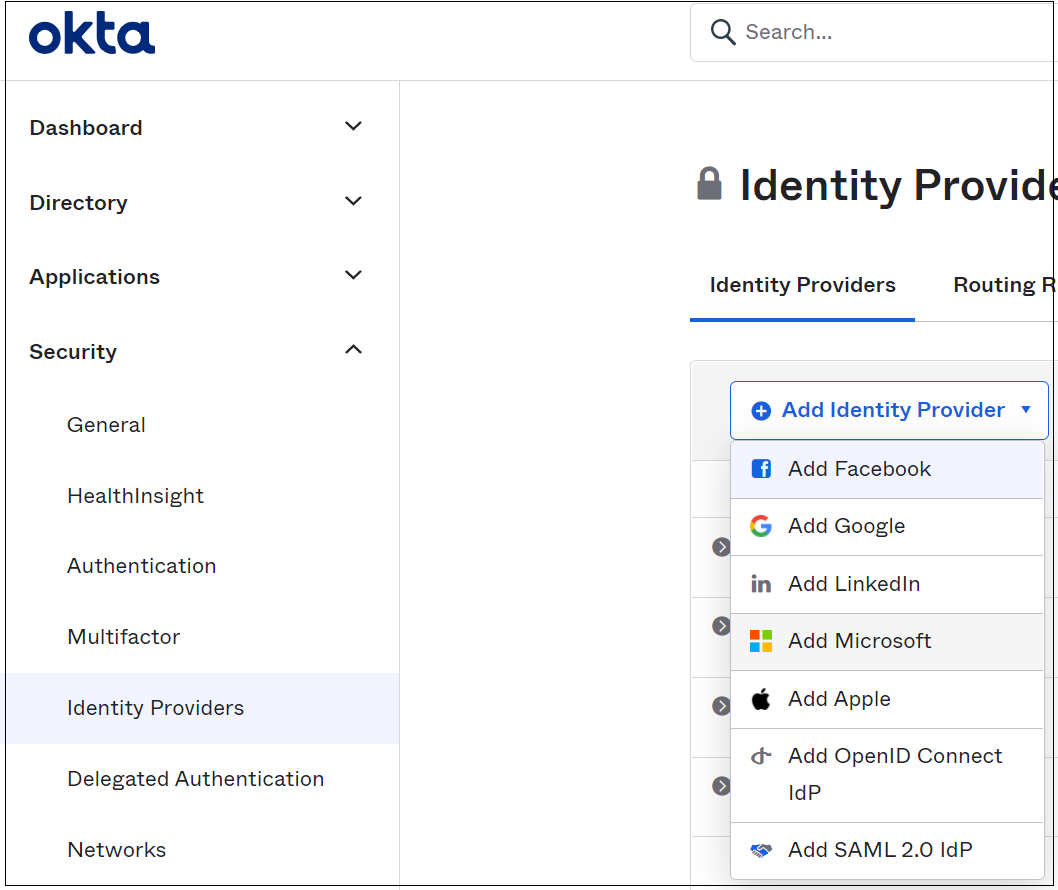 okta
Search...
Dashboard
Directory
Applications
Security
General
HealthInsight
Authentication
Multifactor
Identity Providers
Delegated Authentication
Networks
Identity Provide
Identity Providers
Routing R
Add Identity Provider
Add Facebook
Add Google
Add LinkedIn
Add Microsoft
Add Apple
Add OpenID Connect
IdP
Add SAML 2.0 IdP